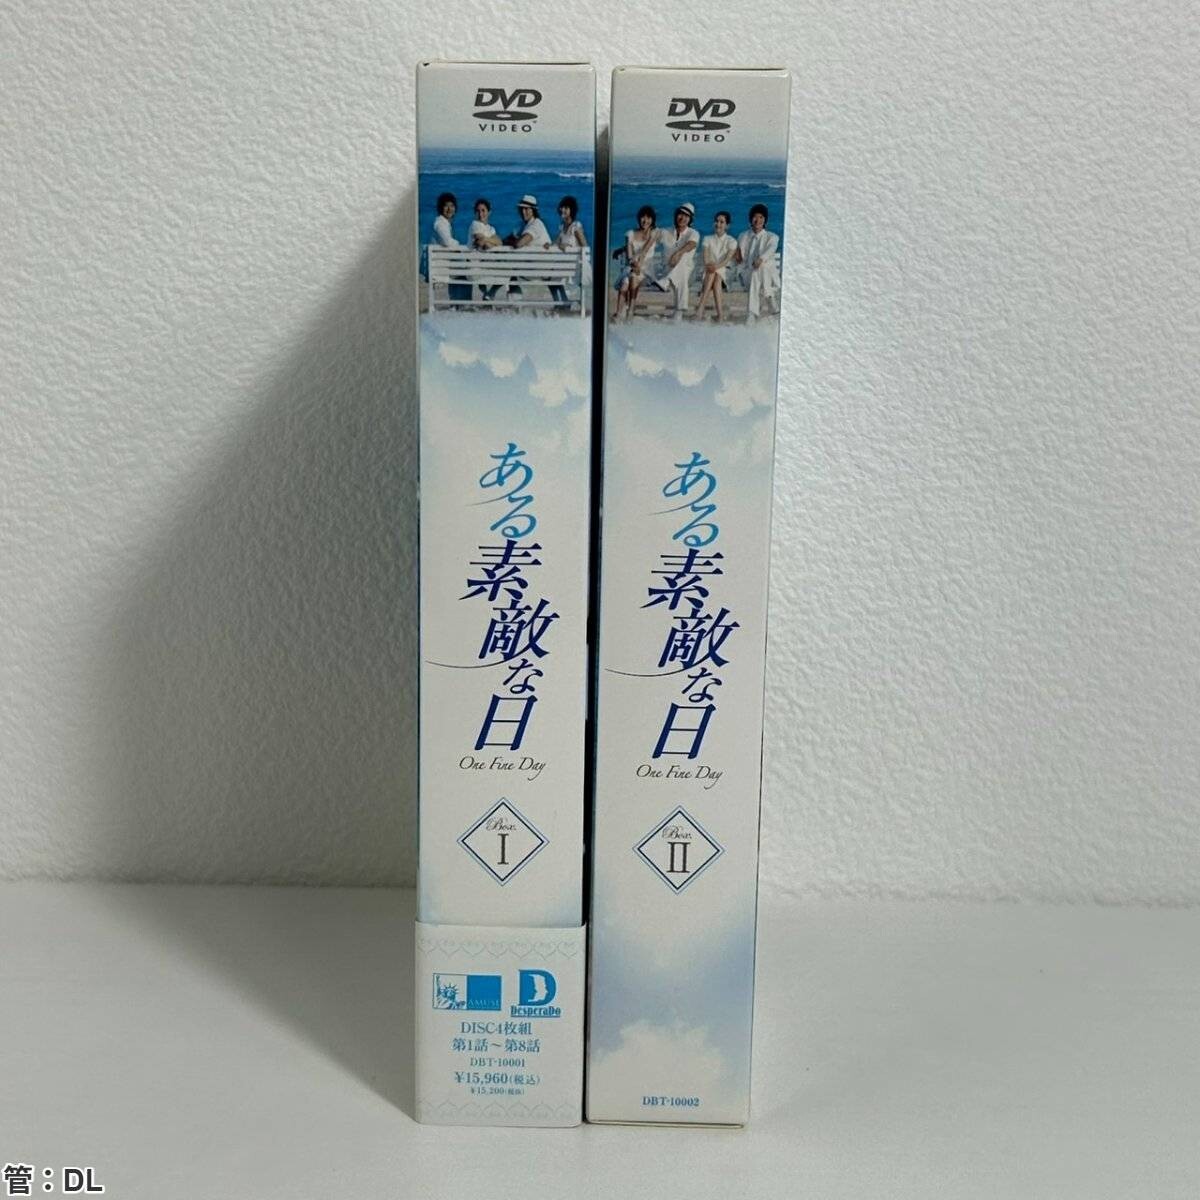 DVD
VIDEO
ある素敵な日
One Fine Day
Box.
I
AMUSE
D
DesperaDo
DISC4枚組
第1話～第8話
DBT-10001
¥15,960(税込)
¥15,200(税抜)
DVD
VIDEO
ある素敵な日
One Fine Day
Box.
II
DBT-10002
管：DL